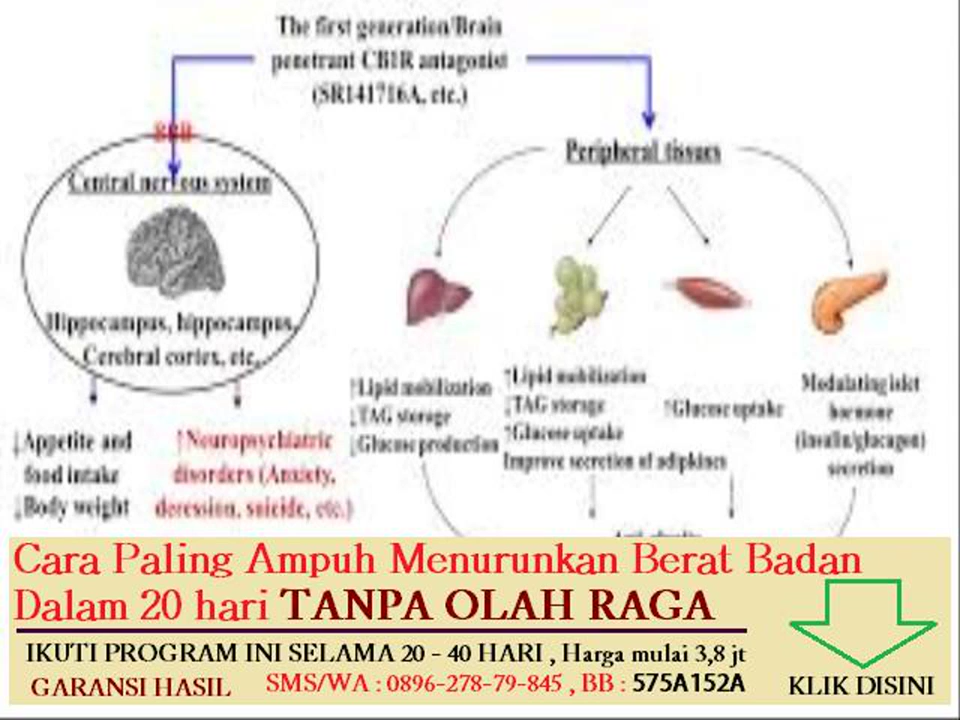 The first generation/Brain
penetrant CB1R antagonist
(SR141716A, etc.)
BBB
Central nervous system
Hippocampus, hippocampus,
Cerebral cortex, etc.
↓Appetite and
food intake
↓Body weight
↑Neuropsychiatric
disorders (Anxiety,
deression, suicide, etc.)
Peripheral tissues
↑Lipid mobilization
↓TAG storage
↓Glucose production
↑Lipid mobilization
↓TAG storage
↑Glucose uptake
Improve secretion of adipkines
↑Glucose uptake
Modulating islet
hormone
(insulin/glucagon)
secretion
Cara Paling Ampuh Menurunkan Berat Badan
Dalam 20 hari TANPA OLAH RAGA
IKUTI PROGRAM INI SELAMA 20 - 40 HARI , Harga mulai 3,8 jt
GARANSI HASIL SMS/WA : 0896-278-79-845 , BB : 575A152A
KLIK DISINI